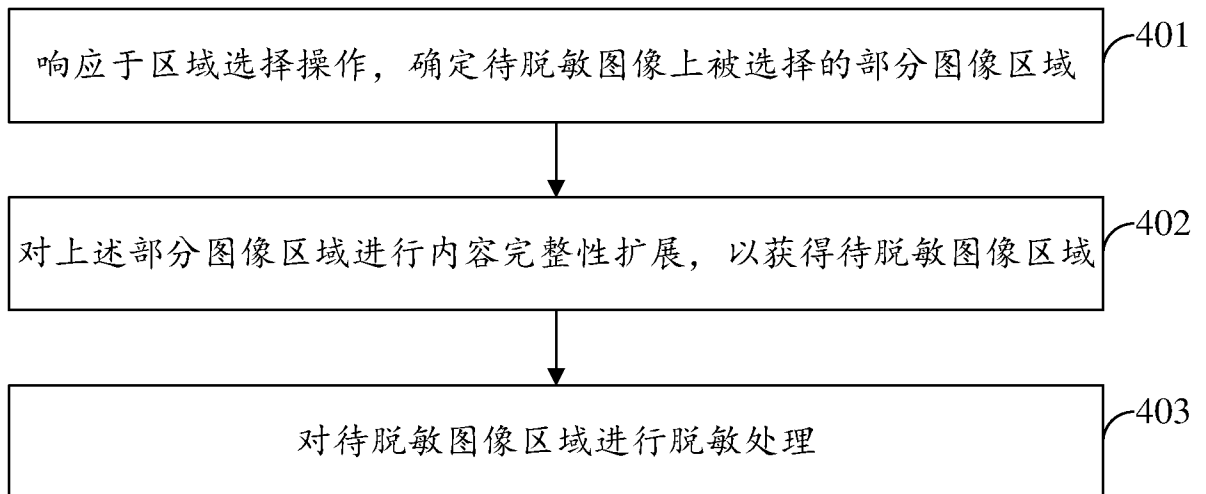 响应于区域选择操作，确定待脱敏图像上被选择的部分图像区域
401
对上述部分图像区域进行内容完整性扩展，以获得待脱敏图像区域
402
对待脱敏图像区域进行脱敏处理
403